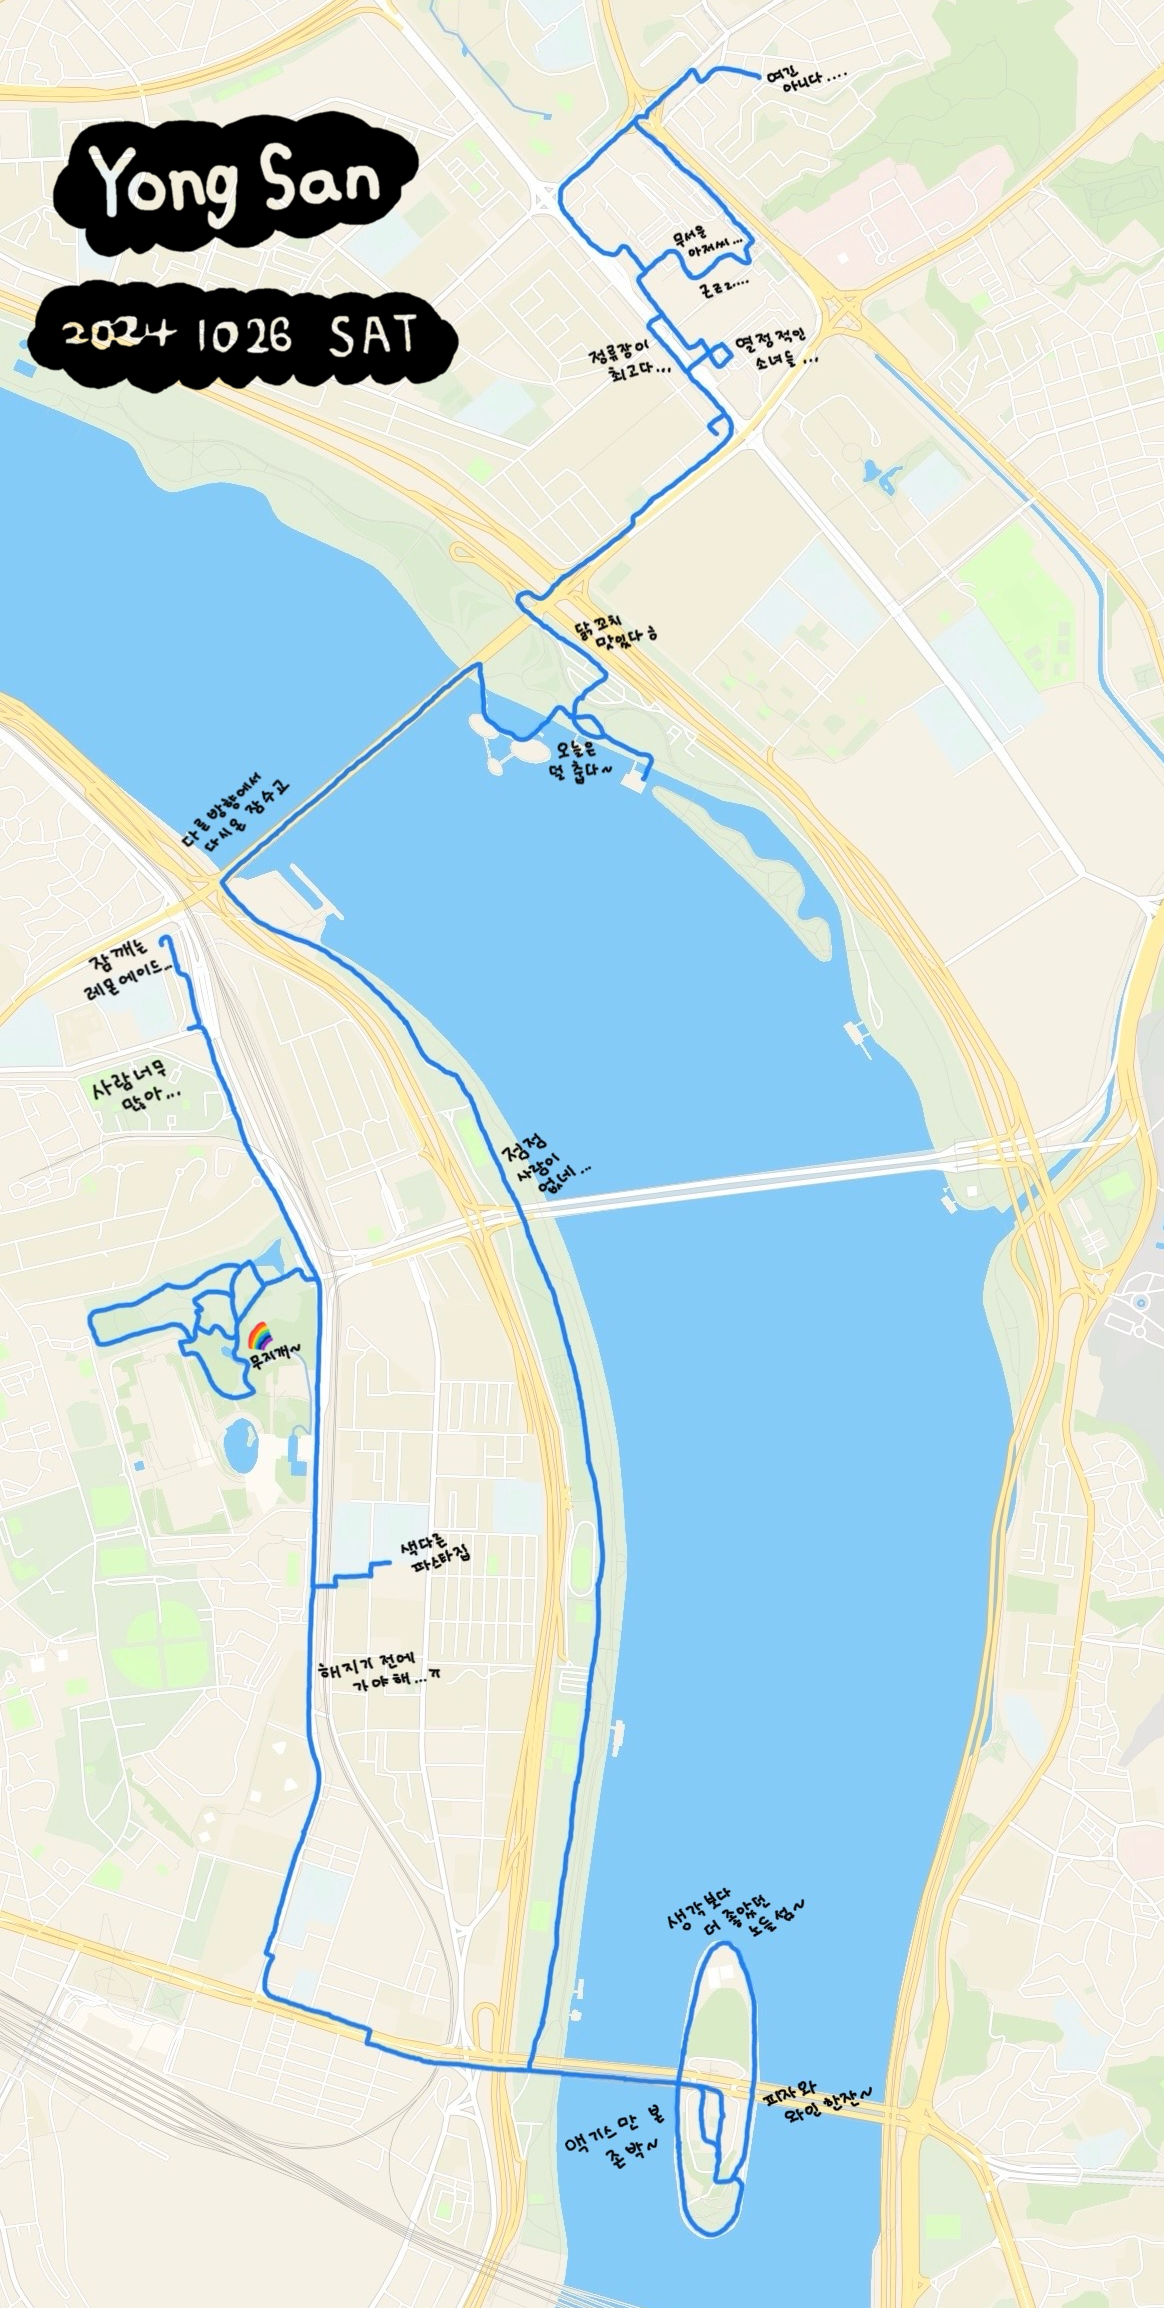 여긴
아니다....
Yong San
2024 1026 SAT
무서운
아저씨...
ㄷㄹㄹ....
정류장이
최고다...
열정적인
소녀들...
닭꼬치
맛있다ㅎ
오늘은
덜 춥다~
다른방향에서
다시온 잠수교
잠깨는
레몬에이드..
사람너무
많아...
점점
사람이
없네...
무지개~
색다른
파스타집
해지기 전에
가야해...ㅠ
생각보다
더 좋았던
노들섬~
피자와
와인 한잔~
액기스만 본
존박~